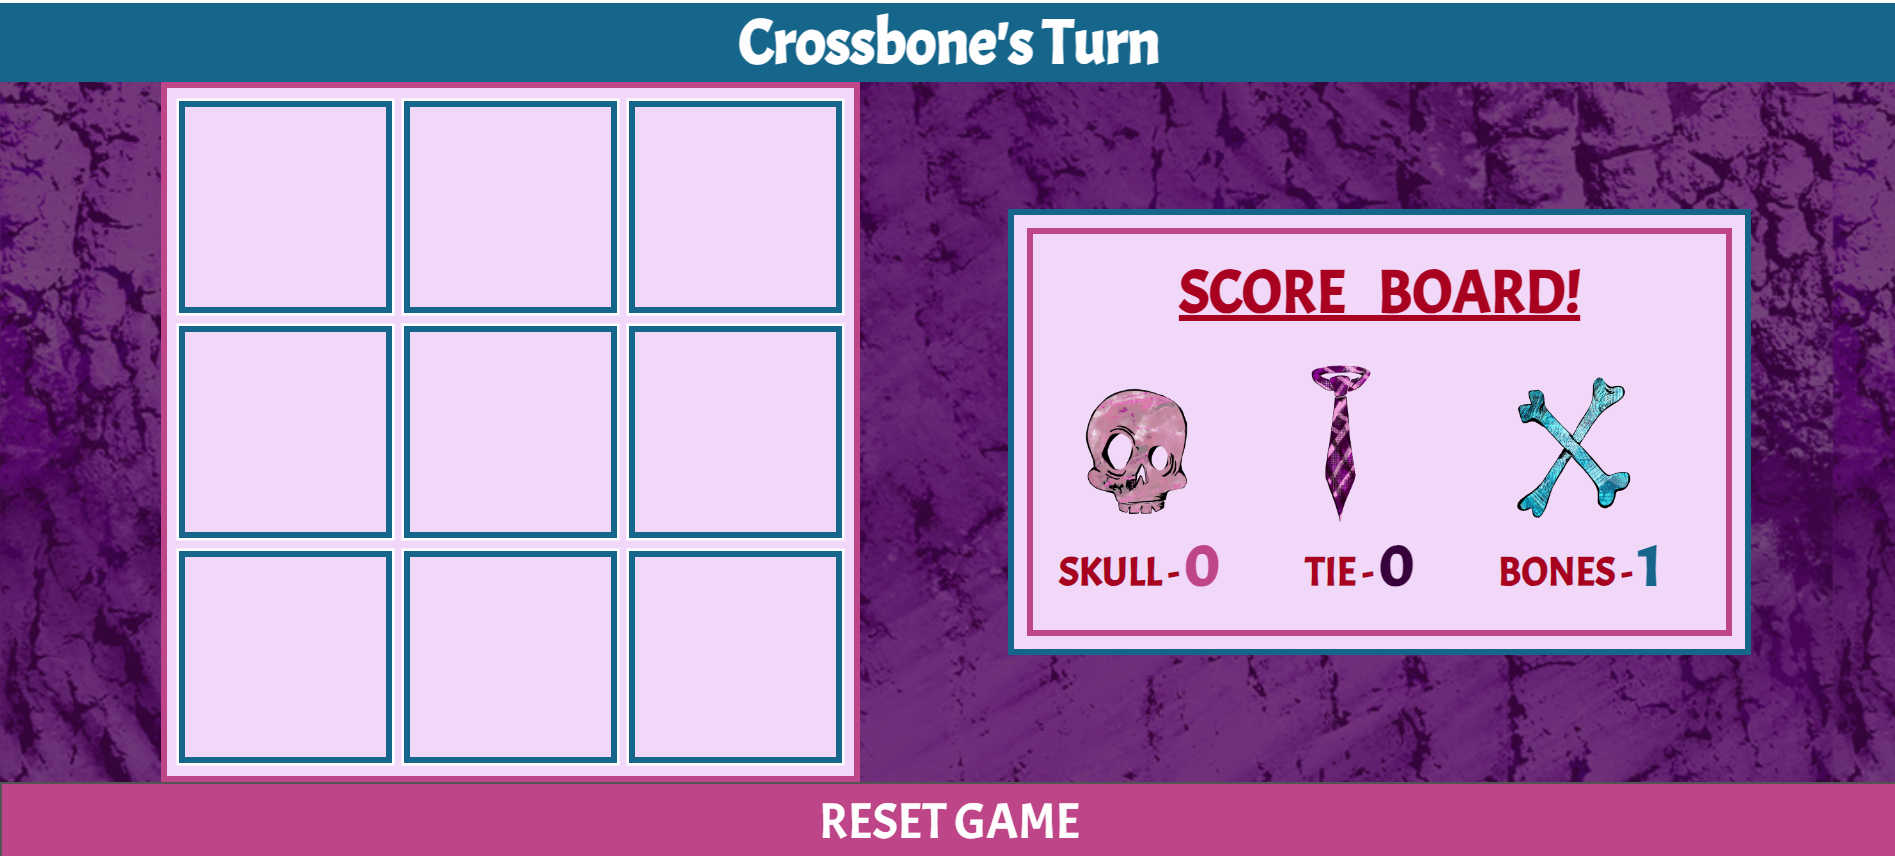 Crossbone's Turn
SCORE BOARD!
SKULL - 0
TIE - 0
BONES - 1
RESET GAME